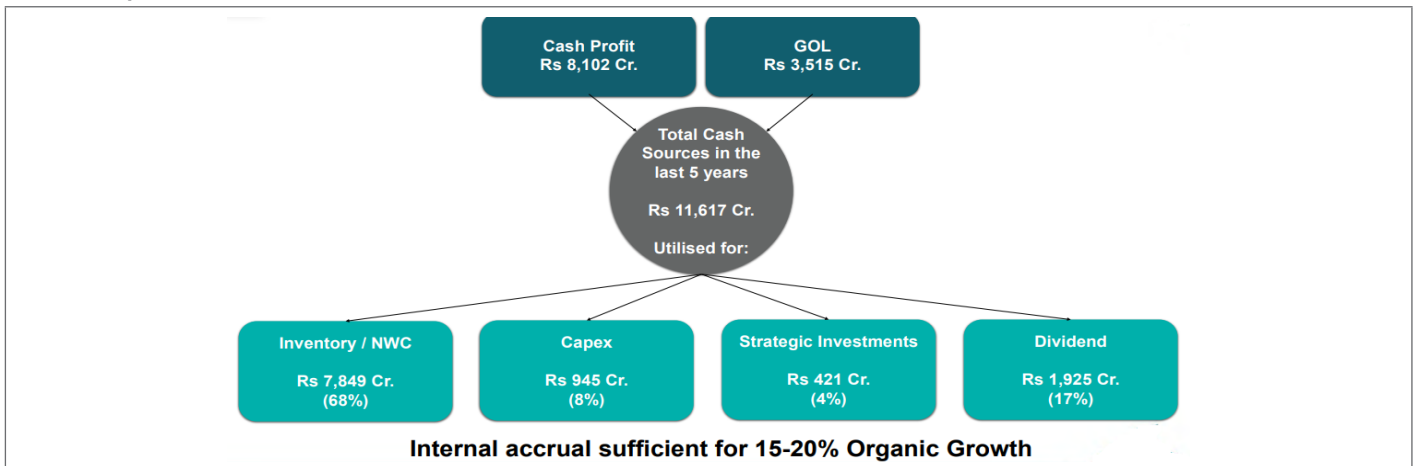 Cash Profit
Rs 8,102 Cr.
GOL
Rs 3,515 Cr.
Total Cash
Sources in the
last 5 years
Rs 11,617 Cr.
Utilised for:
Inventory / NWC
Rs 7,849 Cr.
(68%)
Capex
Rs 945 Cr.
(8%)
Strategic Investments
Rs 421 Cr.
(4%)
Dividend
Rs 1,925 Cr.
(17%)
Internal accrual sufficient for 15-20% Organic Growth